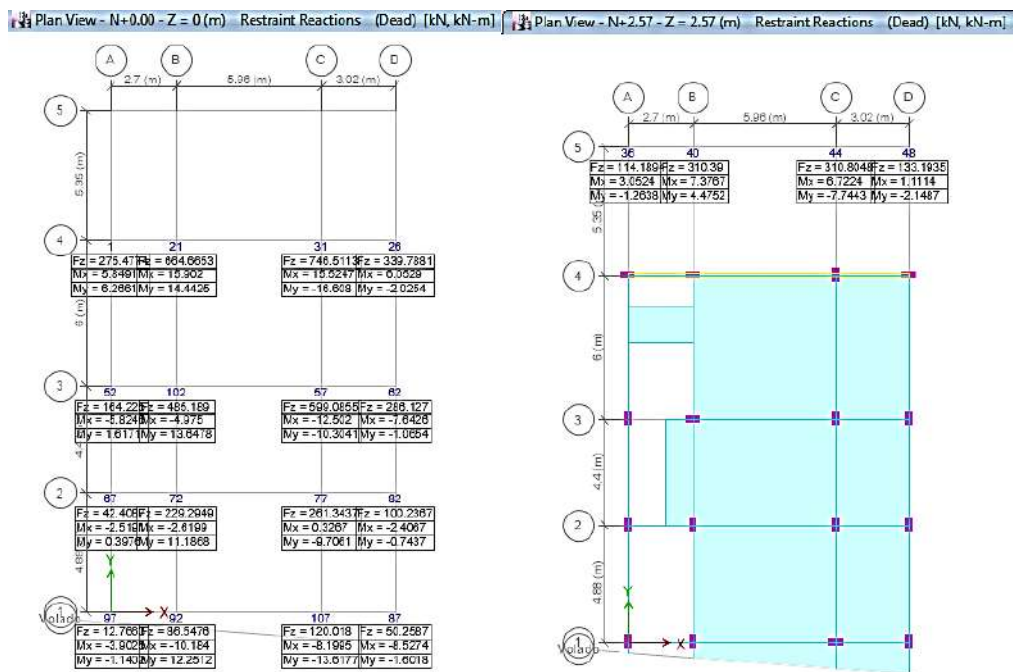 Plan View - N+0.00 - Z = 0 (m) Restraint Reactions (Dead) [kN, kN-m]
A B C D
2.7 (m) 5.96 (m) 3.02 (m)
5
5.35 (m)
4
1 21 31 26
Fz = 275.47 Fz = 664.6653 Fz = 746.5113 Fz = 339.7881
Mx = 5.8491 Mx = 15.902 Mx = 15.5247 Mx = 6.0529
My = 6.2661 My = 14.4425 My = -16.608 My = -2.0254
6 (m)
3
52 102 57 62
Fz = 164.22 Fz = 485.189 Fz = 599.0855 Fz = 286.127
Mx = -5.824 Mx = -4.975 Mx = -12.502 Mx = -7.6426
My = 1.6171 My = 13.6478 My = -10.3041 My = -1.0654
2
67 72 77 82
Fz = 42.40 Fz = 229.2949 Fz = 261.3437 Fz = 100.2367
Mx = -2.519 Mx = -2.6199 Mx = 0.3267 Mx = -2.4067
My = 0.3976 My = 11.1868 My = -9.7061 My = -0.7437
Y
1
X
Volado
97 92 107 87
Fz = 12.766 Fz = 86.5476 Fz = 120.018 Fz = 50.2587
Mx = -3.902 Mx = -10.184 Mx = -8.1995 Mx = -8.5274
My = -1.140 My = 12.2512 My = -13.6177 My = -1.6018
Plan View - N+2.57 - Z = 2.57 (m) Restraint Reactions (Dead) [kN, kN-m]
A B C D
2.7 (m) 5.96 (m) 3.02 (m)
5
36 40 44 48
Fz = 114.189 Fz = 310.39 Fz = 310.8048 Fz = 133.1935
Mx = 3.0524 Mx = 7.3767 Mx = 6.7224 Mx = 1.1114
My = -1.2638 My = 4.4752 My = -7.7443 My = -2.1487
5.35 (m)
4
6 (m)
3
4.4 (m)
2
4.88 (m)
Y
1
X
Volado